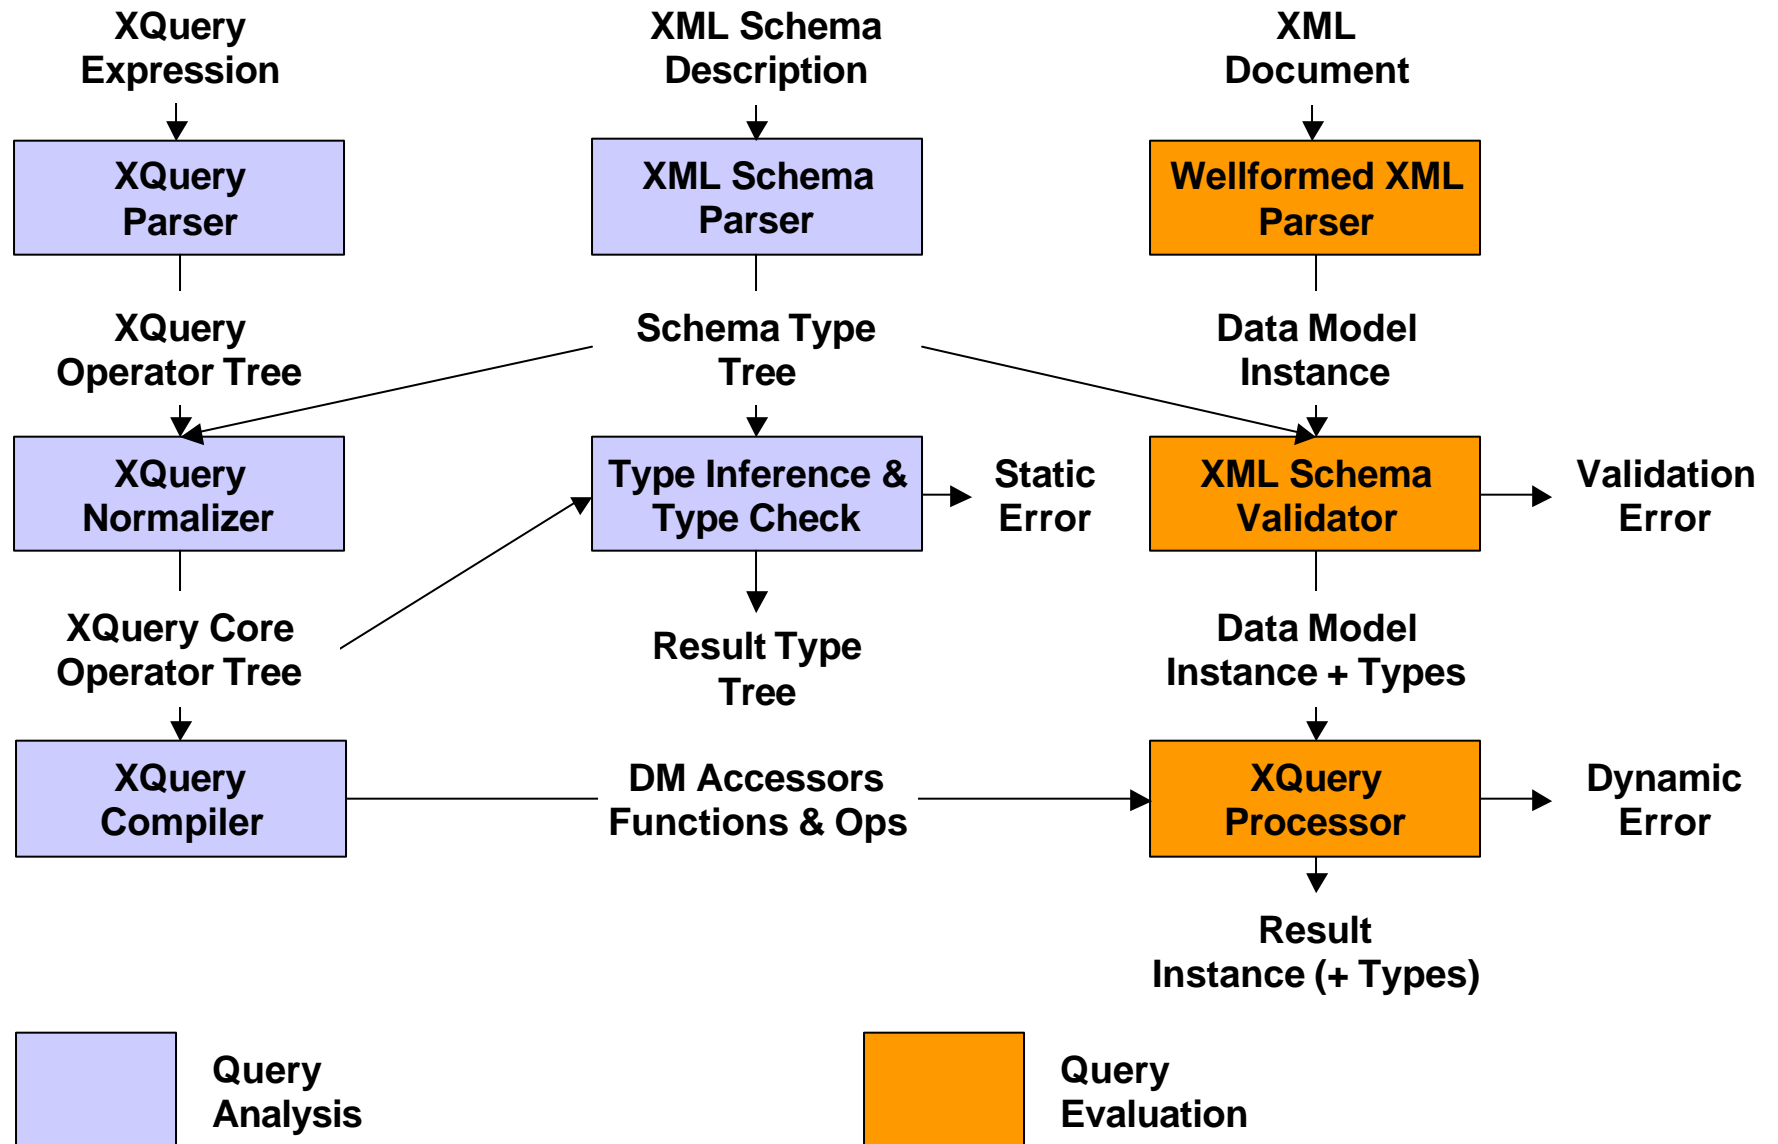 XQuery
Expression
XML Schema
Description
XML
Document
XQuery
Parser
XML Schema
Parser
Wellformed XML
Parser
XQuery
Operator Tree
Schema Type
Tree
Data Model
Instance
XQuery
Normalizer
Type Inference &
Type Check
Static
Error
XML Schema
Validator
Validation
Error
XQuery Core
Operator Tree
Result Type
Tree
Data Model
Instance + Types
XQuery
Compiler
DM Accessors
Functions & Ops
XQuery
Processor
Dynamic
Error
Result
Instance (+ Types)
Query
Analysis
Query
Evaluation